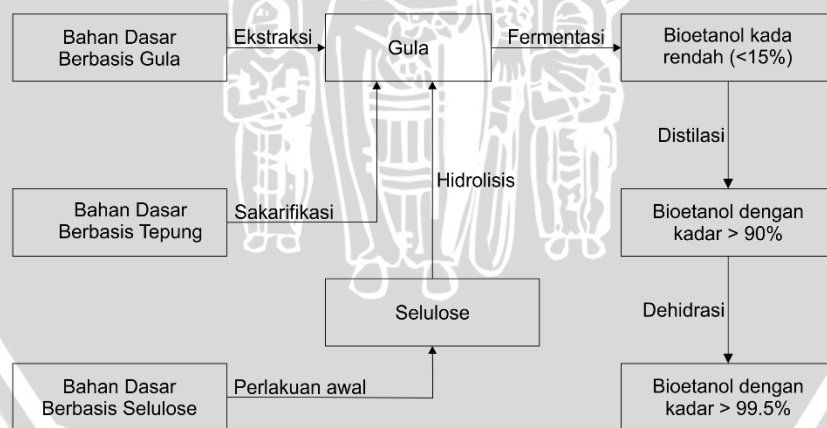 Bahan Dasar
Berbasis Gula
Ekstraksi
Gula
Fermentasi
Bioetanol kada
rendah (<15%)
Distilasi
Hidrolisis
Bahan Dasar
Berbasis Tepung
Sakarifikasi
Bioetanol dengan
kadar > 90%
Selulose
Dehidrasi
Bahan Dasar
Berbasis Selulose
Perlakuan awal
Bioetanol dengan
kadar > 99.5%